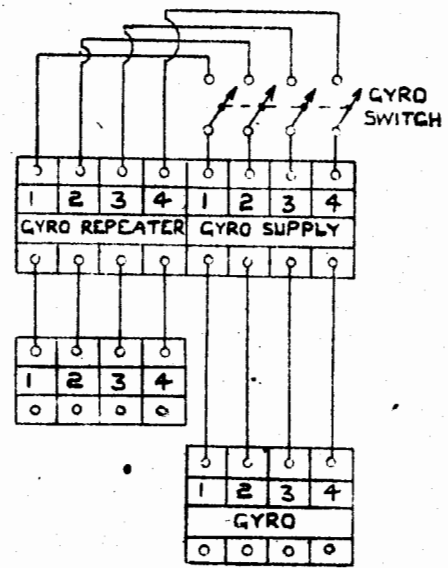 GYRO
SWITCH
1 2 3 4 1 2 3 4
GYRO REPEATER GYRO SUPPLY
1 2 3 4
1 2 3 4
GYRO